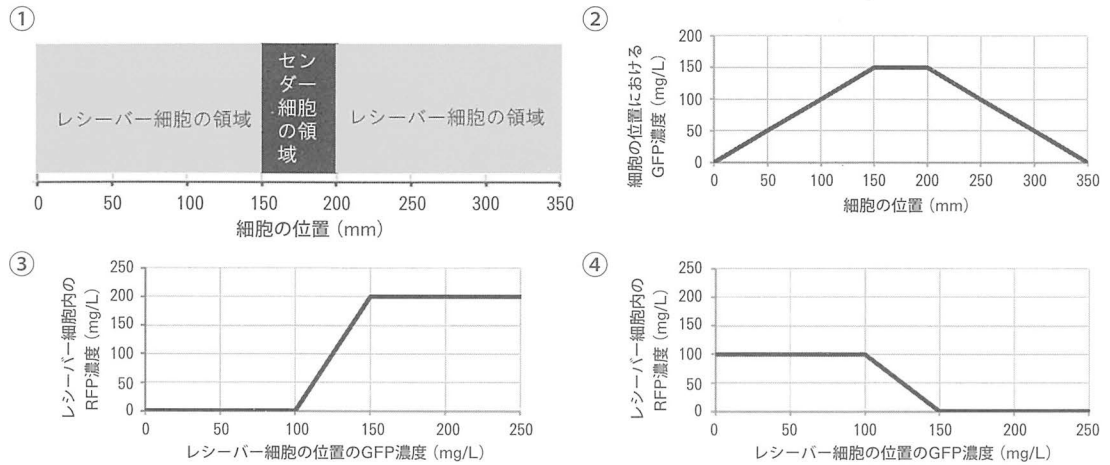 ①
センダー細胞の領域
レシーバー細胞の領域
レシーバー細胞の領域
0 50 100 150 200 250 300 350
細胞の位置 (mm)
②
細胞の位置における
GFP濃度 (mg/L)
200
150
100
50
0
0 50 100 150 200 250 300 350
細胞の位置 (mm)
③
レシーバー細胞内の
RFP濃度 (mg/L)
250
200
150
100
50
0
0 50 100 150 200 250
レシーバー細胞の位置のGFP濃度 (mg/L)
④
レシーバー細胞内の
RFP濃度 (mg/L)
250
200
150
100
50
0
0 50 100 150 200 250
レシーバー細胞の位置のGFP濃度 (mg/L)